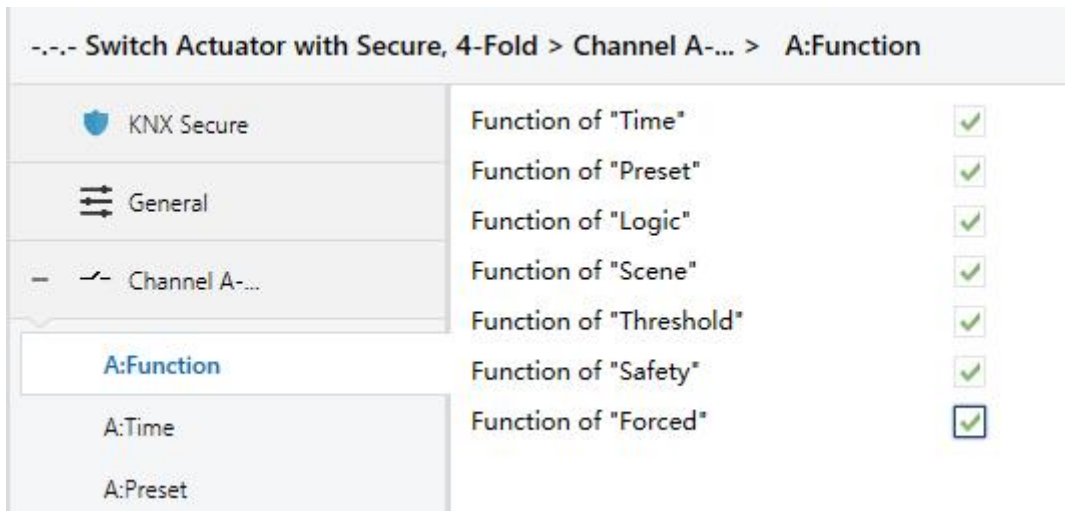 -.-.- Switch Actuator with Secure, 4-Fold > Channel A-... > A:Function
KNX Secure
General
Channel A-...
A:Function
A:Time
A:Preset
Function of "Time"
Function of "Preset"
Function of "Logic"
Function of "Scene"
Function of "Threshold"
Function of "Safety"
Function of "Forced"